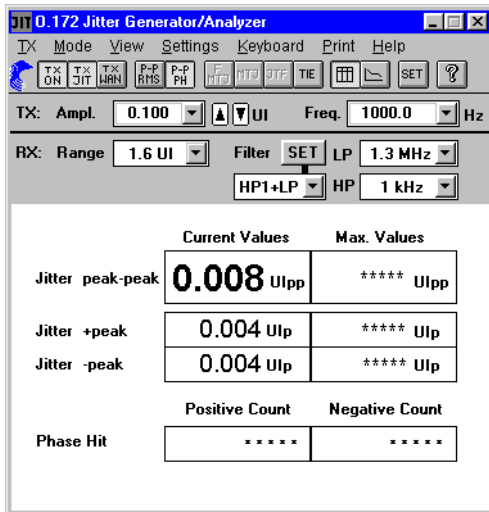 JIT O.172 Jitter Generator/Analyzer
TX Mode View Settings Keyboard Print Help
TX ON TX JIT TX WAN P-P RMS P-P PH F MTJ MTJ JTF TIE SET ?
TX: Ampl. 0.100 UI Freq. 1000.0 Hz
RX: Range 1.6 UI Filter SET LP 1.3 MHz
HP1+LP HP 1 kHz
Current Values Max. Values
Jitter peak-peak 0.008 UIpp ***** UIpp
Jitter +peak 0.004 UIp ***** UIp
Jitter -peak 0.004 UIp ***** UIp
Positive Count Negative Count
Phase Hit ***** *****